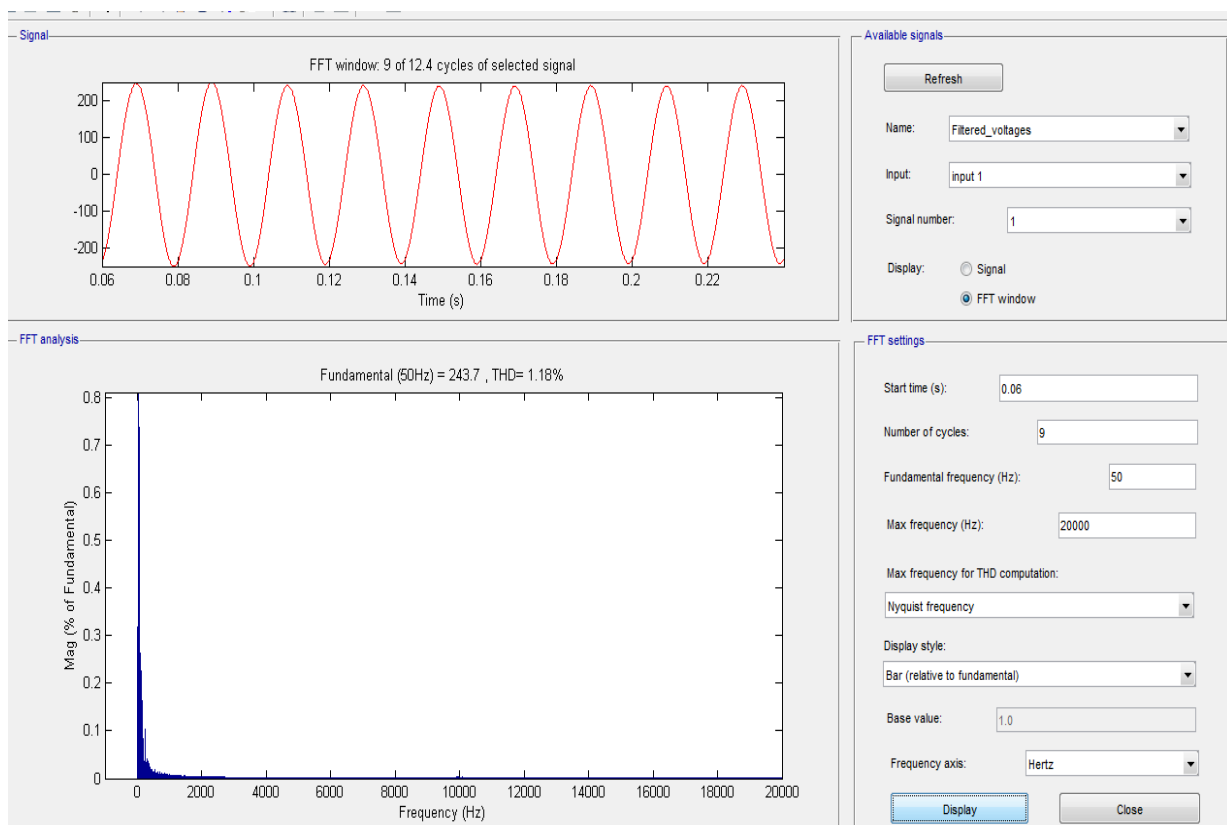 Signal
FFT window: 9 of 12.4 cycles of selected signal
200
100
0
-100
-200
0.06 0.08 0.1 0.12 0.14 0.16 0.18 0.2 0.22
Time (s)
Available signals
Refresh
Name: Filtered_voltages
Input: input 1
Signal number: 1
Display: Signal
FFT window
FFT analysis
Fundamental (50Hz) = 243.7 , THD= 1.18%
0.8
0.7
0.6
0.5
0.4
0.3
0.2
0.1
0
Mag (% of Fundamental)
0 2000 4000 6000 8000 10000 12000 14000 16000 18000 20000
Frequency (Hz)
FFT settings
Start time (s): 0.06
Number of cycles: 9
Fundamental frequency (Hz): 50
Max frequency (Hz): 20000
Max frequency for THD computation:
Nyquist frequency
Display style:
Bar (relative to fundamental)
Base value: 1.0
Frequency axis: Hertz
Display Close